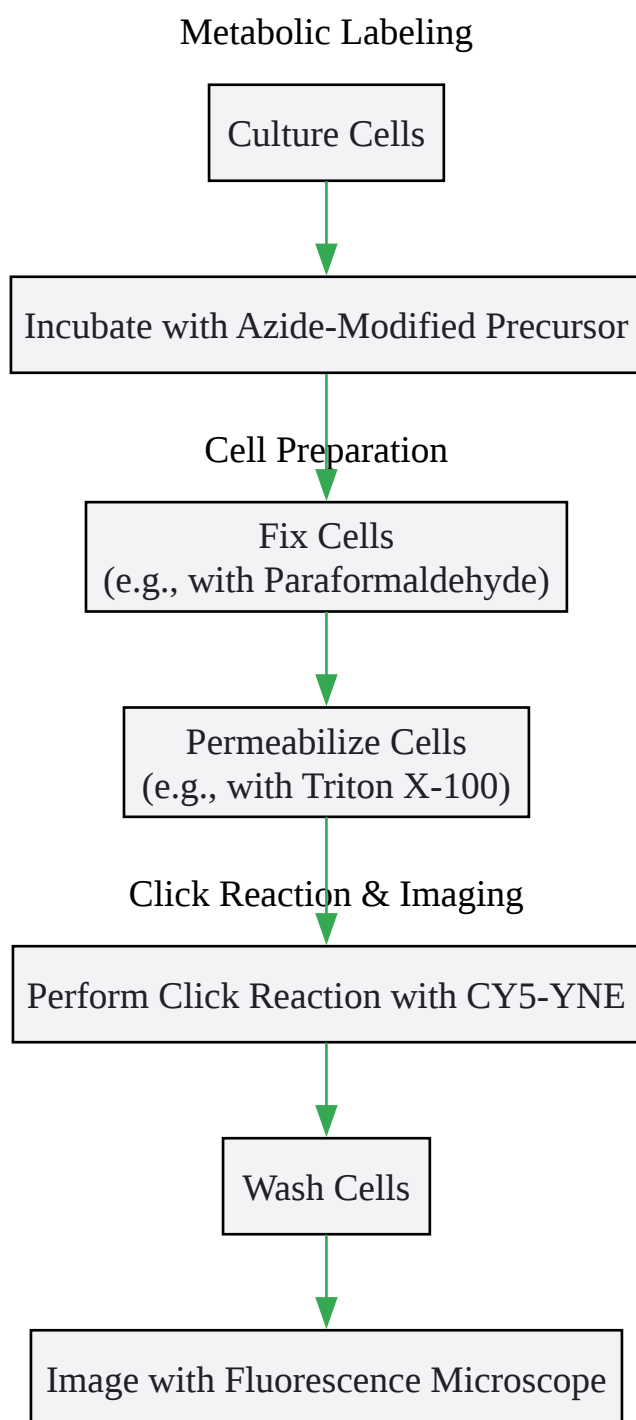 Metabolic Labeling
Culture Cells
Incubate with Azide-Modified Precursor
Cell Preparation
Fix Cells
(e.g., with Paraformaldehyde)
Permeabilize Cells
(e.g., with Triton X-100)
Click Reaction & Imaging
Perform Click Reaction with CY5-YNE
Wash Cells
Image with Fluorescence Microscope